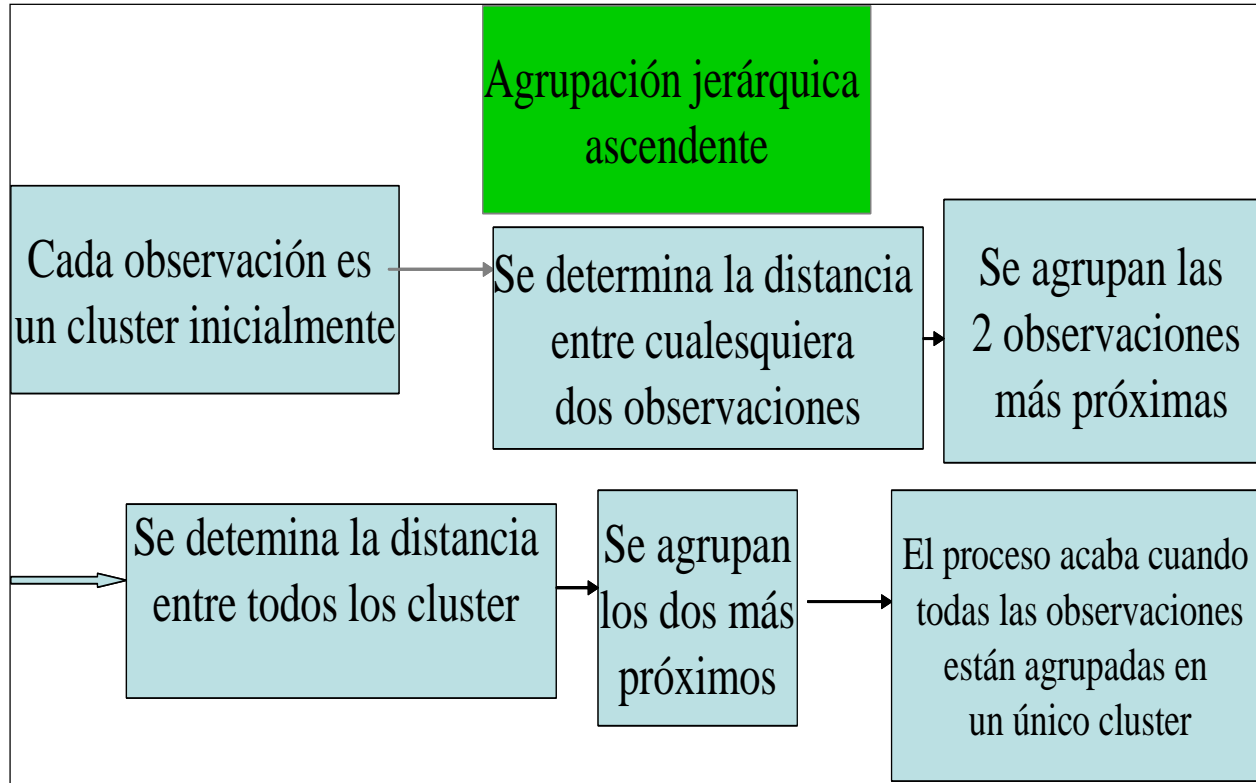 Agrupación jerárquica
ascendente
Cada observación es
un cluster inicialmente
Se determina la distancia
entre cualesquiera
dos observaciones
Se agrupan las
2 observaciones
más próximas
Se detemina la distancia
entre todos los cluster
Se agrupan
los dos más
próximos
El proceso acaba cuando
todas las observaciones
están agrupadas en
un único cluster